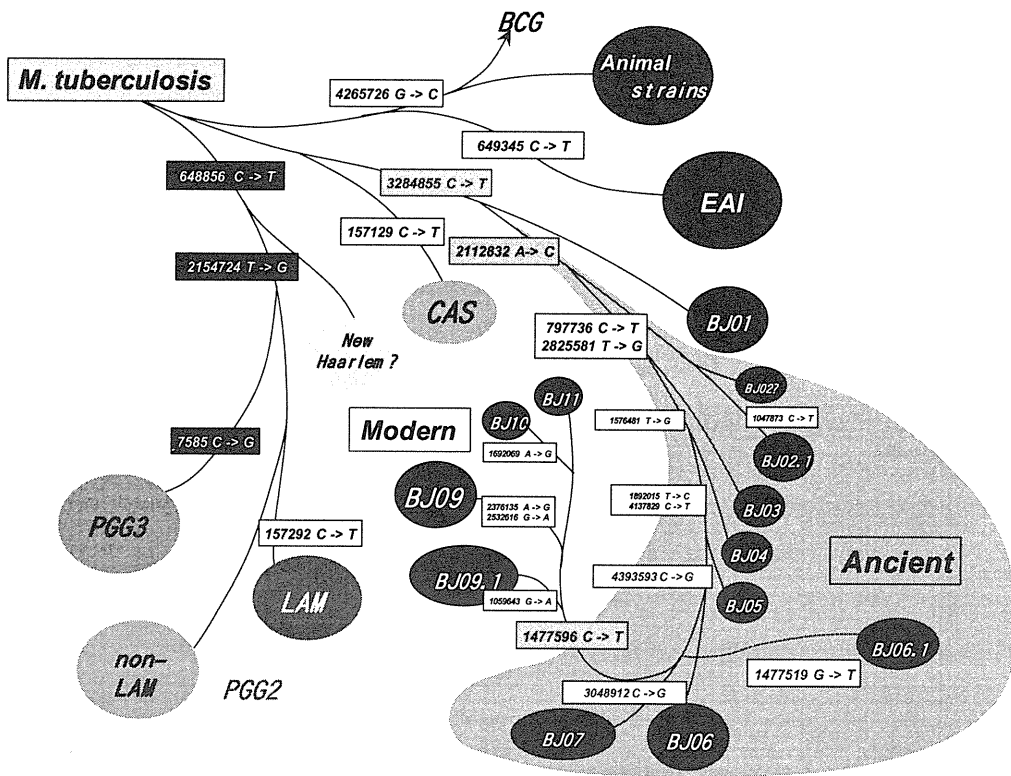 BCG
M. tuberculosis
Animal
strains
4265726 G -> C
649345 C -> T
648856 C -> T
3284855 C -> T
EAI
157129 C -> T
2112832 A-> C
2154724 T -> G
CAS
BJ01
797736 C -> T
2825581 T -> G
New
Haarlem?
BJ02?
BJ11
Modern
BJ10
1576481 T -> G
1047873 C -> T
7585 C -> G
1692069 A -> G
BJ02.1
BJ09
1892015 T -> C
4137829 C -> T
PGG3
2376135 A -> G
2532616 G -> A
BJ03
157292 C -> T
BJ04
Ancient
4393593 C -> G
BJ09.1
LAM
1059643 G -> A
BJ05
1477596 C -> T
BJ06.1
non-
LAM
PGG2
1477519 G -> T
3048912 C -> G
BJ07
BJ06